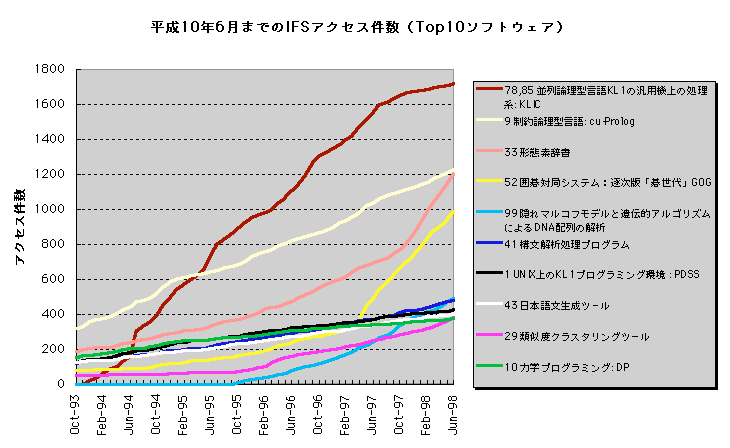 平成10年6月までのIFSアクセス件数（Top10ソフトウェア）
1800
1600
1400
1200
1000
800
600
400
200
0
アクセス件数
Oct-93
Feb-94
Jun-94
Oct-94
Feb-95
Jun-95
Oct-95
Feb-96
Jun-96
Oct-96
Feb-97
Jun-97
Oct-97
Feb-98
Jun-98
78,85 並列論理型言語KL1の汎用機上の処理
系: KLIC
9 制約論理型言語: cu-Prolog
33 形態素辞書
52 囲碁対局システム：逐次版「碁世代」GOG
99 隠れマルコフモデルと遺伝的アルゴリズム
によるDNA配列の解析
41 構文解析処理プログラム
1 UNIX上のKL1プログラミング環境: PDSS
43 日本語文生成ツール
29 類似度クラスタリングツール
10 力学プログラミング: DP